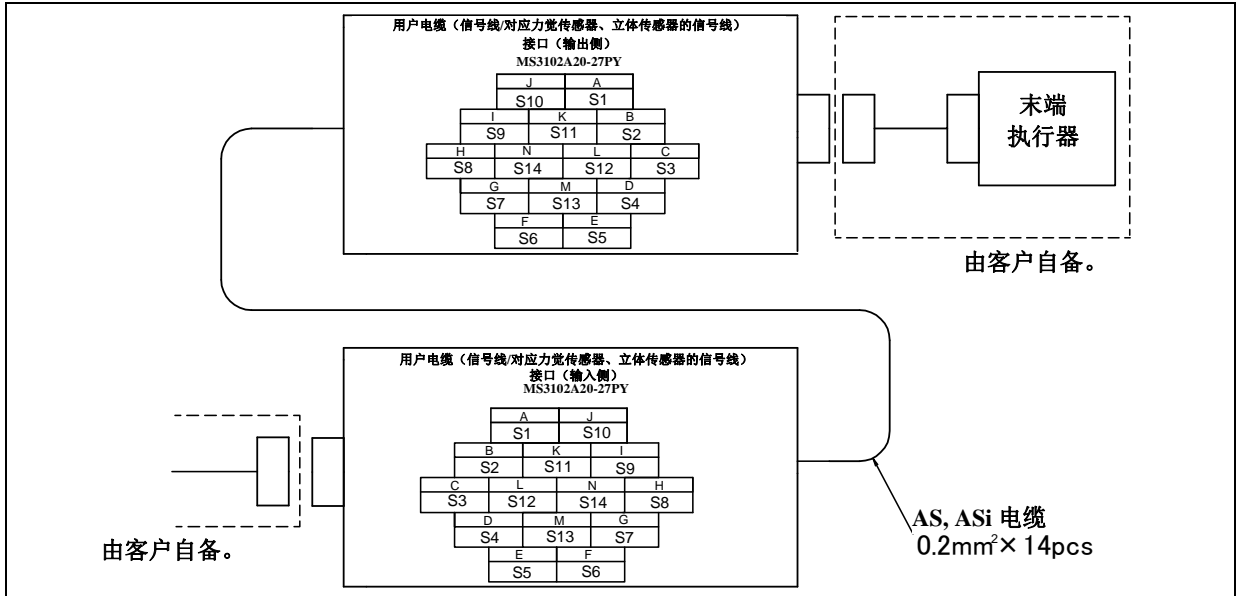 用户电缆（信号线/对应力觉传感器、立体传感器的信号线）
接口（输出侧）
MS3102A20-27PY
J A
S10 S1
I K B
S9 S11 S2
H N L C
S8 S14 S12 S3
G M D
S7 S13 S4
F E
S6 S5
末端
执行器
由客户自备。
用户电缆（信号线/对应力觉传感器、立体传感器的信号线）
接口（输入侧）
MS3102A20-27PY
A J
S1 S10
B K I
S2 S11 S9
C L N H
S3 S12 S14 S8
D M G
S4 S13 S7
E F
S5 S6
由客户自备。
AS, ASi 电缆
0.2mm²× 14pcs